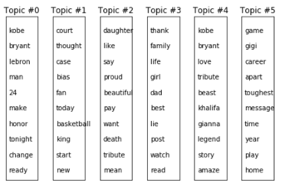 Topic #0 Topic #1 Topic #2 Topic #3 Topic #4 Topic #5
kobe court daughter thank kobe game
bryant thought like family bryant gigi
lebron case say life love career
man bias proud girl tribute apart
24 fan beautiful dad beast toughest
make today pay best khalifa message
honor basketball want lie gianna time
tonight king death post legend year
change start tribute watch story play
ready new mean read amaze home